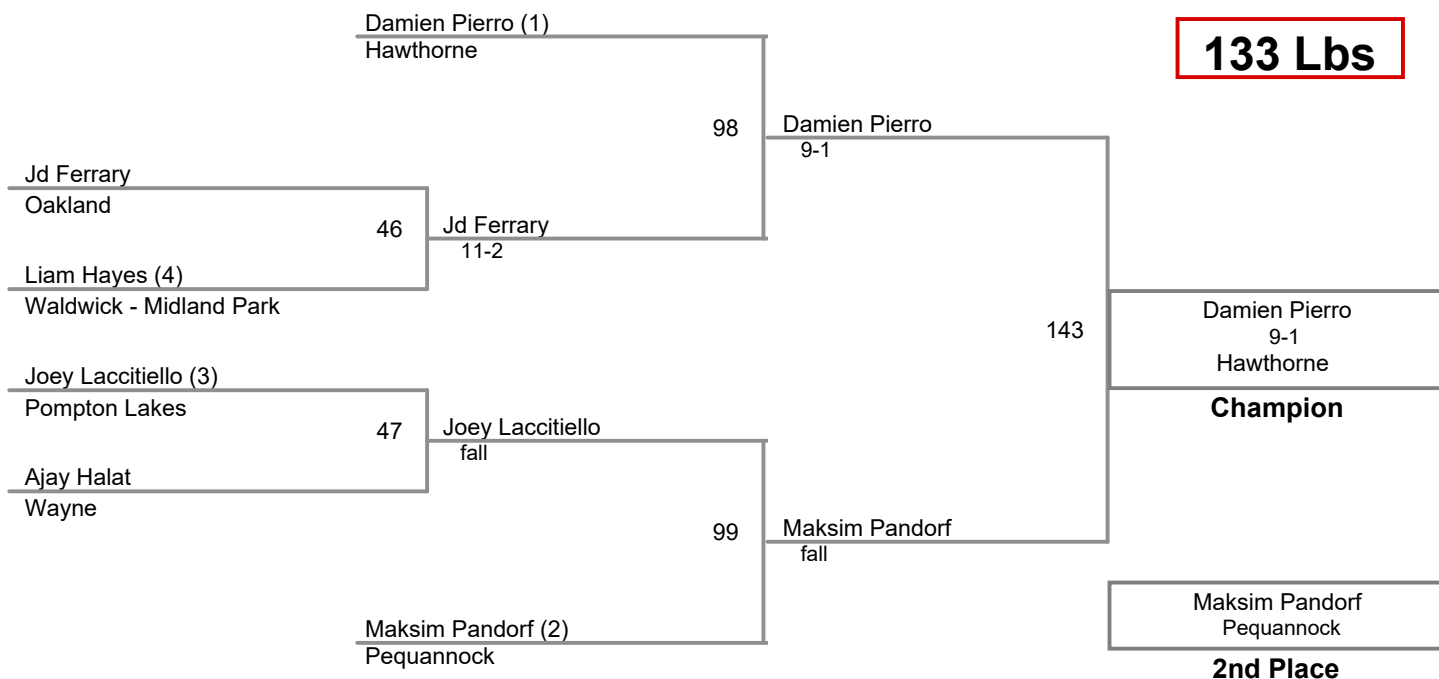 Damien Pierro (1)
Hawthorne
133 Lbs
98
Damien Pierro
9-1
Jd Ferrary
Oakland
46
Jd Ferrary
11-2
Liam Hayes (4)
Waldwick - Midland Park
143
Damien Pierro
9-1
Hawthorne
Champion
Joey Laccitiello (3)
Pompton Lakes
47
Joey Laccitiello
fall
Ajay Halat
Wayne
99
Maksim Pandorf
fall
Maksim Pandorf (2)
Pequannock
Maksim Pandorf
Pequannock
2nd Place